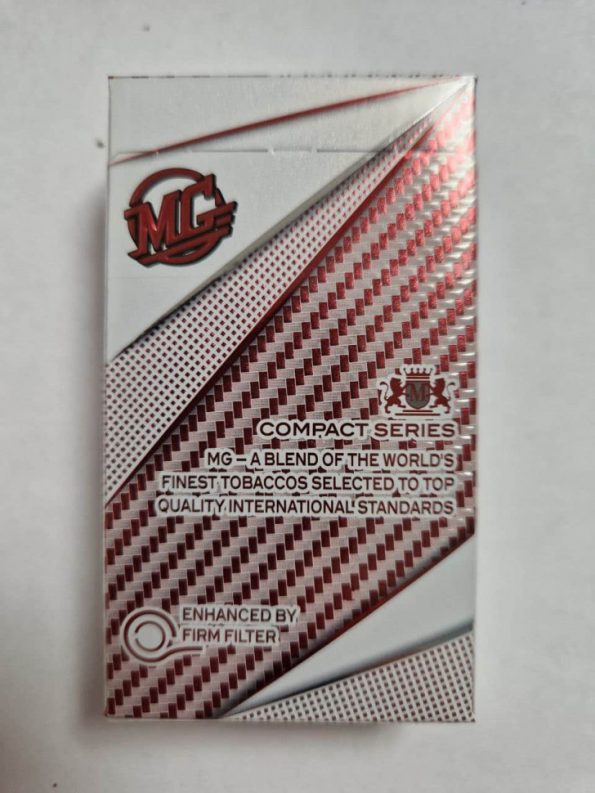 MG
M
COMPACT SERIES
MG – A BLEND OF THE WORLD'S
FINEST TOBACCOS SELECTED TO TOP
QUALITY INTERNATIONAL STANDARDS
ENHANCED BY
FIRM FILTER